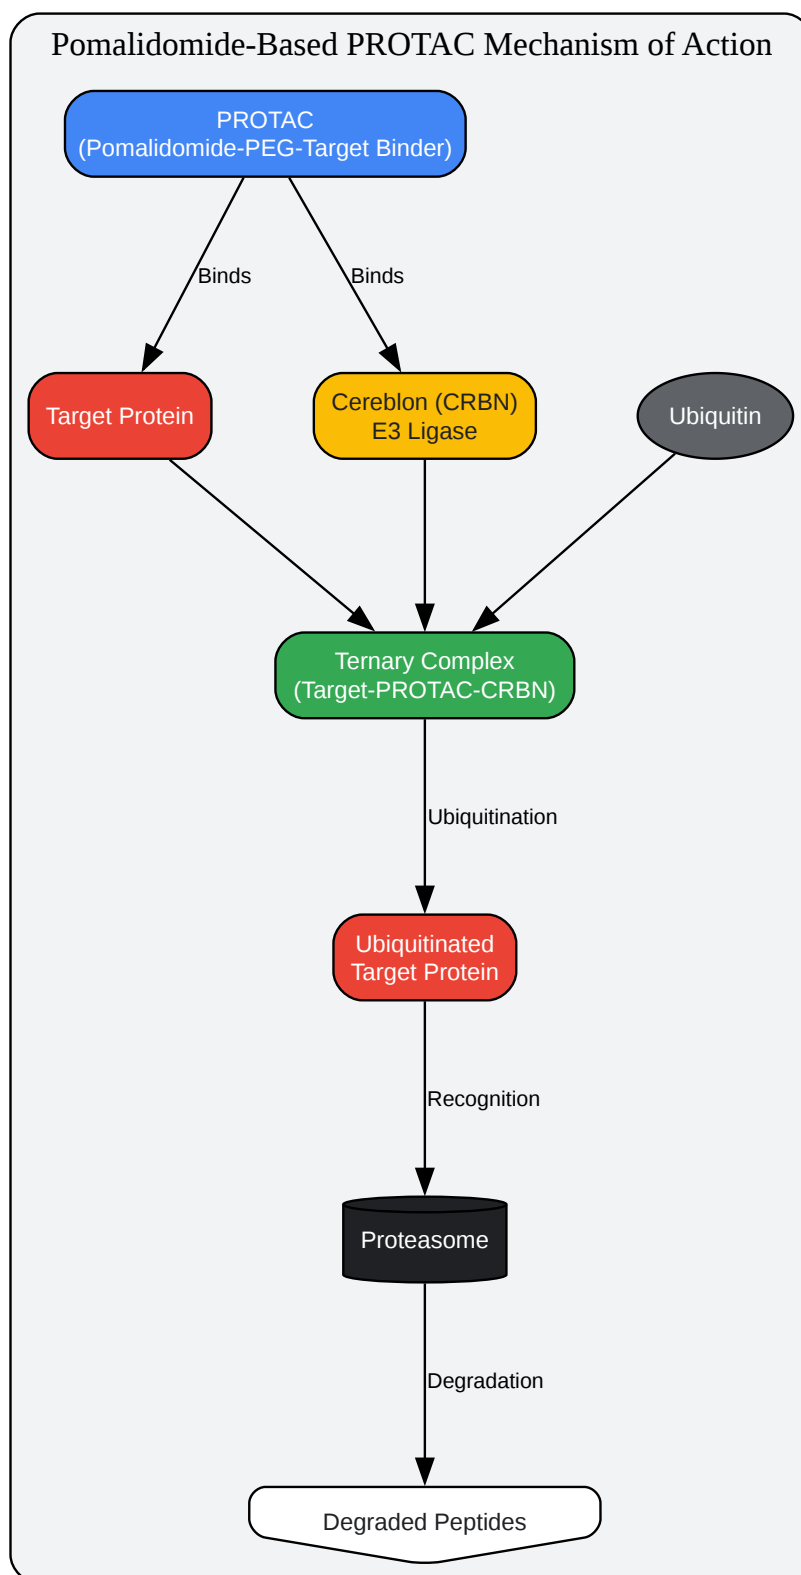 Pomalidomide-Based PROTAC Mechanism of Action
PROTAC
(Pomalidomide-PEG-Target Binder)
Binds
Binds
Target Protein
Cereblon (CRBN)
E3 Ligase
Ubiquitin
Ternary Complex
(Target-PROTAC-CRBN)
Ubiquitination
Ubiquitinated
Target Protein
Recognition
Proteasome
Degradation
Degraded Peptides